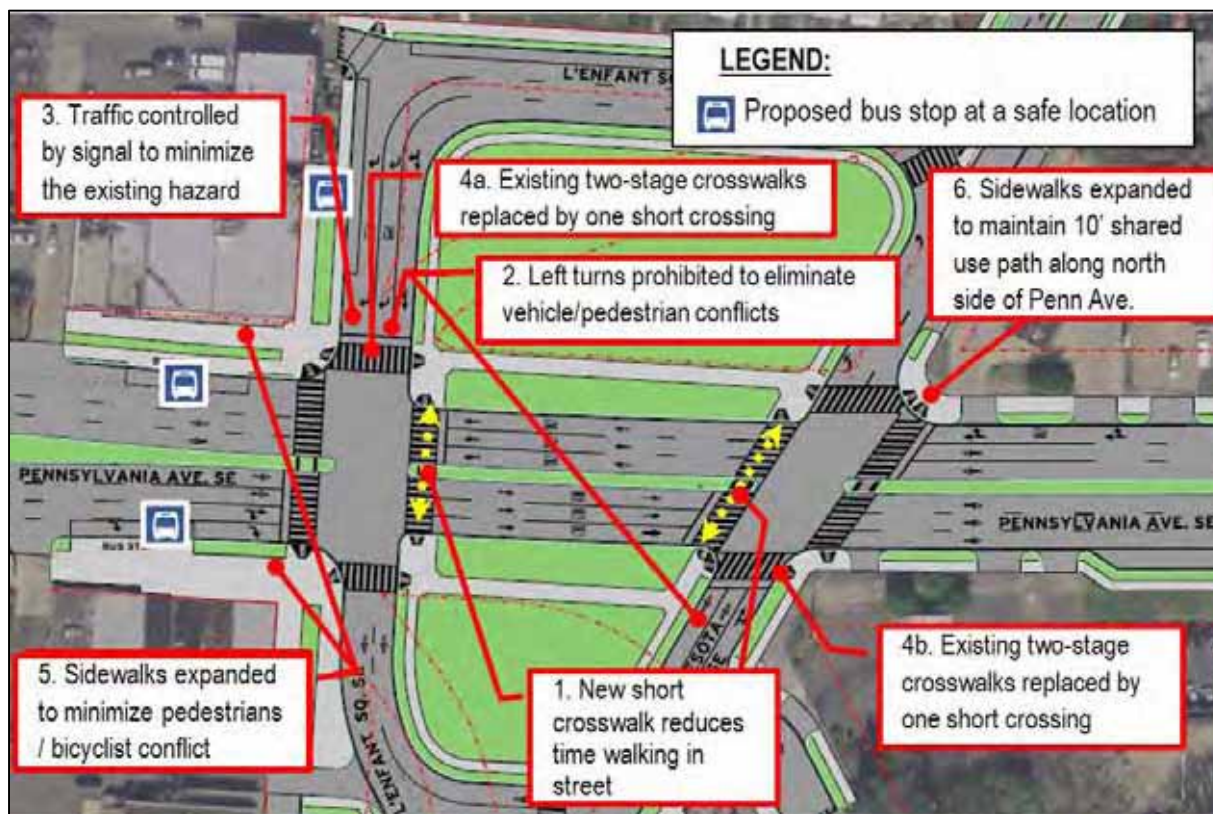 L'ENFANT SQ
LEGEND:
Proposed bus stop at a safe location
3. Traffic controlled
by signal to minimize
the existing hazard
4a. Existing two-stage crosswalks
replaced by one short crossing
6. Sidewalks expanded
to maintain 10' shared
use path along north
side of Penn Ave.
2. Left turns prohibited to eliminate
vehicle/pedestrian conflicts
PENNSYLVANIA AVE. SE
PENNSYLVANIA AVE. SE
BUS ST
SOTA
L'ENFANT SQ. S
5. Sidewalks expanded
to minimize pedestrians
/ bicyclist conflict
1. New short
crosswalk reduces
time walking in
street
4b. Existing two-stage
crosswalks replaced by
one short crossing